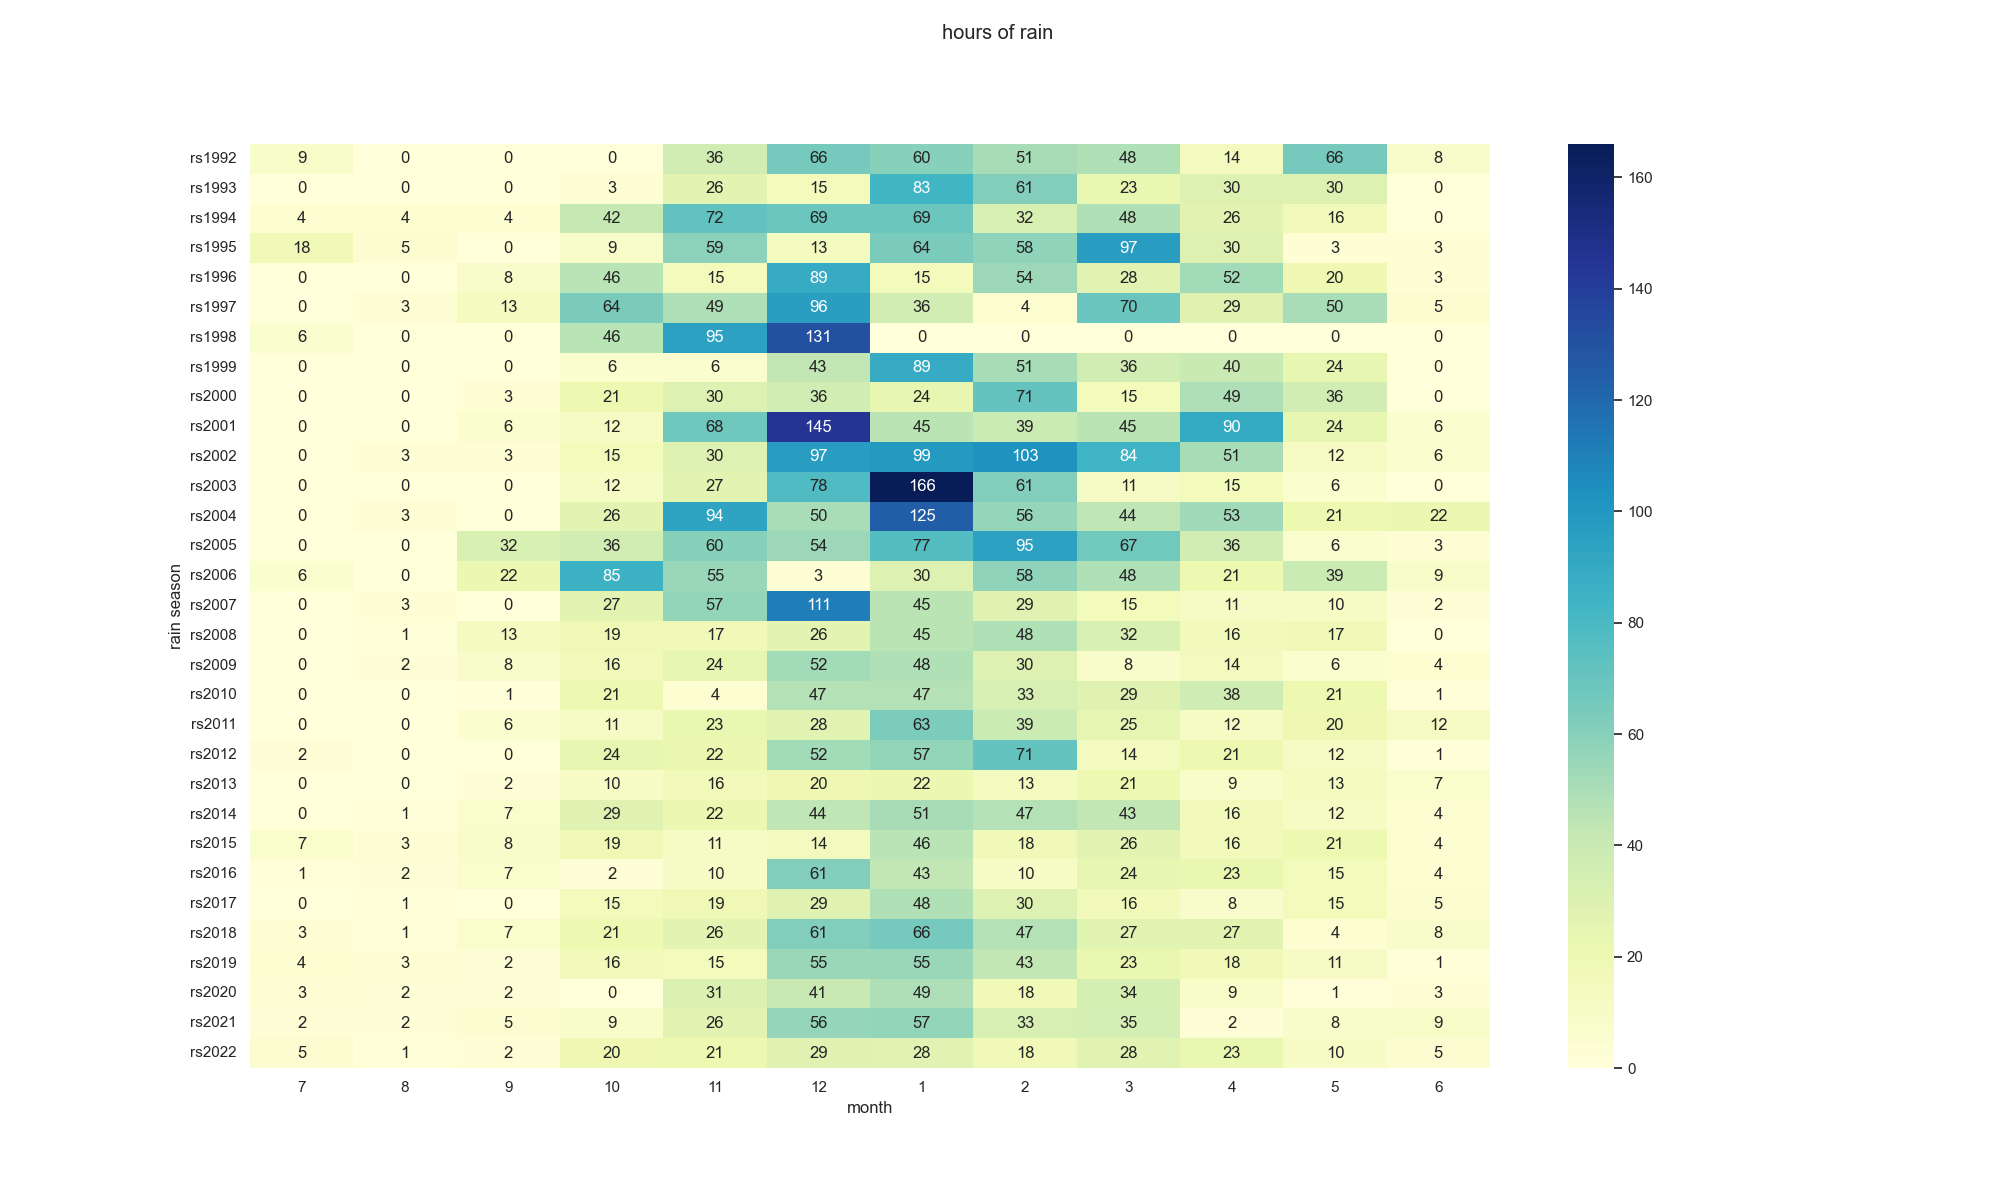 hours of rain
rs1992 9 0 0 0 36 66 60 51 48 14 66 8
rs1993 0 0 0 3 26 15 83 61 23 30 30 0
rs1994 4 4 4 42 72 69 69 32 48 26 16 0
rs1995 18 5 0 9 59 13 64 58 97 30 3 3
rs1996 0 0 8 46 15 89 15 54 28 52 20 3
rs1997 0 3 13 64 49 96 36 4 70 29 50 5
rs1998 6 0 0 46 95 131 0 0 0 0 0 0
rs1999 0 0 0 6 6 43 89 51 36 40 24 0
rs2000 0 0 3 21 30 36 24 71 15 49 36 0
rs2001 0 0 6 12 68 145 45 39 45 90 24 6
rs2002 0 3 3 15 30 97 99 103 84 51 12 6
rs2003 0 0 0 12 27 78 166 61 11 15 6 0
rs2004 0 3 0 26 94 50 125 56 44 53 21 22
rs2005 0 0 32 36 60 54 77 95 67 36 6 3
rs2006 6 0 22 85 55 3 30 58 48 21 39 9
rs2007 0 3 0 27 57 111 45 29 15 11 10 2
rs2008 0 1 13 19 17 26 45 48 32 16 17 0
rs2009 0 2 8 16 24 52 48 30 8 14 6 4
rs2010 0 0 1 21 4 47 47 33 29 38 21 1
rs2011 0 0 6 11 23 28 63 39 25 12 20 12
rs2012 2 0 0 24 22 52 57 71 14 21 12 1
rs2013 0 0 2 10 16 20 22 13 21 9 13 7
rs2014 0 1 7 29 22 44 51 47 43 16 12 4
rs2015 7 3 8 19 11 14 46 18 26 16 21 4
rs2016 1 2 7 2 10 61 43 10 24 23 15 4
rs2017 0 1 0 15 19 29 48 30 16 8 15 5
rs2018 3 1 7 21 26 61 66 47 27 27 4 8
rs2019 4 3 2 16 15 55 55 43 23 18 11 1
rs2020 3 2 2 0 31 41 49 18 34 9 1 3
rs2021 2 2 5 9 26 56 57 33 35 2 8 9
rs2022 5 1 2 20 21 29 28 18 28 23 10 5
7 8 9 10 11 12 1 2 3 4 5 6
month
rain season
160
140
120
100
80
60
40
20
0